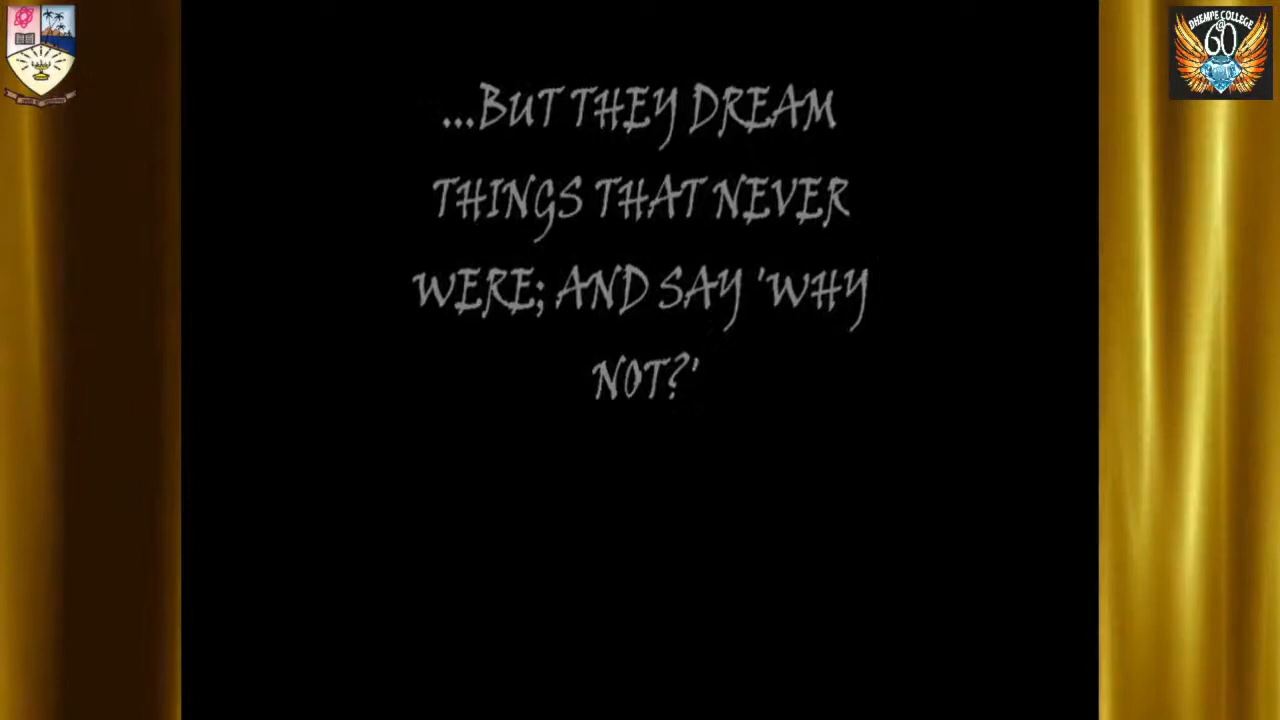 DHEMPE COLLEGE
@
60
...BUT THEY DREAM
THINGS THAT NEVER
WERE; AND SAY 'WHY
NOT?'